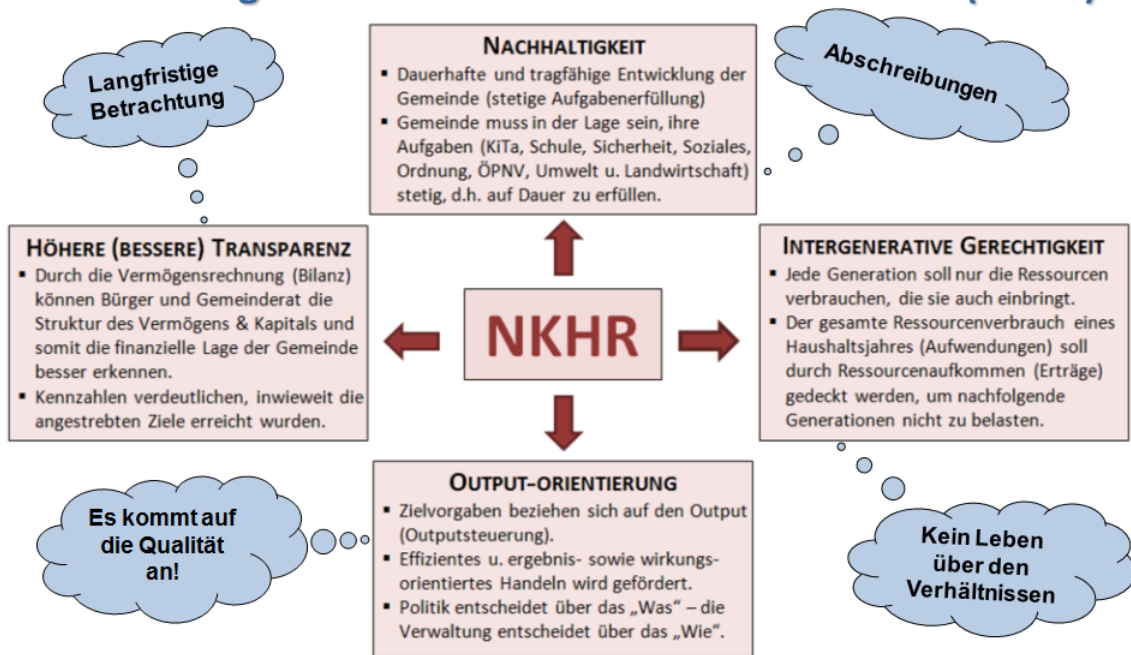 Langfristige
Betrachtung
NACHHALTIGKEIT
▪ Dauerhafte und tragfähige Entwicklung der
Gemeinde (stetige Aufgabenerfüllung)
▪ Gemeinde muss in der Lage sein, ihre
Aufgaben (KiTa, Schule, Sicherheit, Soziales,
Ordnung, ÖPNV, Umwelt u. Landwirtschaft)
stetig, d.h. auf Dauer zu erfüllen.
Abschreibungen
HÖHERE (BESSERE) TRANSPARENZ
▪ Durch die Vermögensrechnung (Bilanz)
können Bürger und Gemeinderat die
Struktur des Vermögens & Kapitals und
somit die finanzielle Lage der Gemeinde
besser erkennen.
▪ Kennzahlen verdeutlichen, inwieweit die
angestrebten Ziele erreicht wurden.
NKHR
INTERGENERATIVE GERECHTIGKEIT
▪ Jede Generation soll nur die Ressourcen
verbrauchen, die sie auch einbringt.
▪ Der gesamte Ressourcenverbrauch eines
Haushaltsjahres (Aufwendungen) soll
durch Ressourcenaufkommen (Erträge)
gedeckt werden, um nachfolgende
Generationen nicht zu belasten.
Es kommt auf
die Qualität
an!
OUTPUT-ORIENTIERUNG
▪ Zielvorgaben beziehen sich auf den Output
(Outputsteuerung).
▪ Effizientes u. ergebnis- sowie wirkungs-
orientiertes Handeln wird gefördert.
▪ Politik entscheidet über das „Was“ – die
Verwaltung entscheidet über das „Wie“.
Kein Leben
über den
Verhältnissen